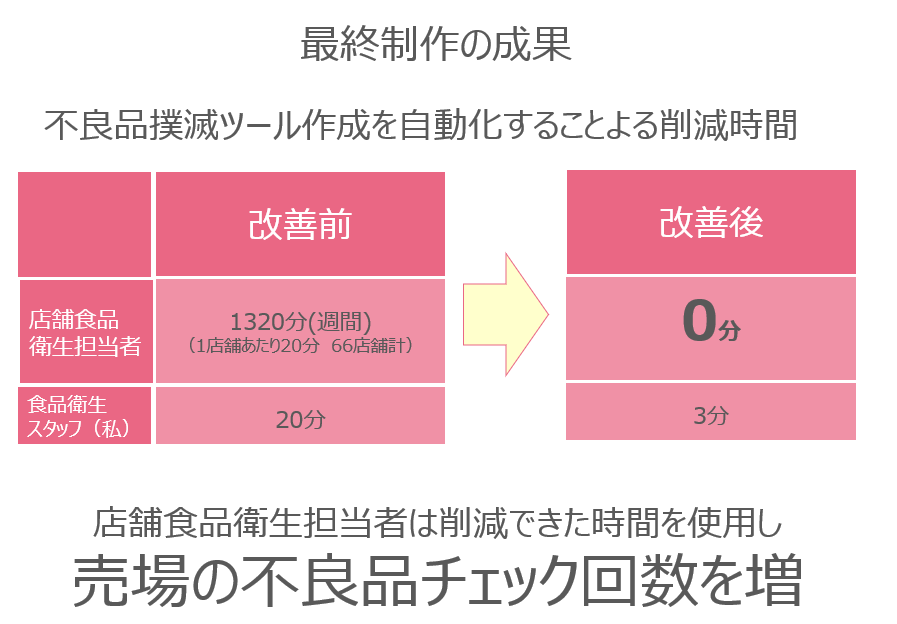 最終制作の成果
不良品撲滅ツール作成を自動化することよる削減時間
改善前
改善後
店舗食品
衛生担当者
1320分(週間)
（1店舗あたり20分　66店舗計）
0分
食品衛生
スタッフ（私）
20分
3分
店舗食品衛生担当者は削減できた時間を使用し
売場の不良品チェック回数を増